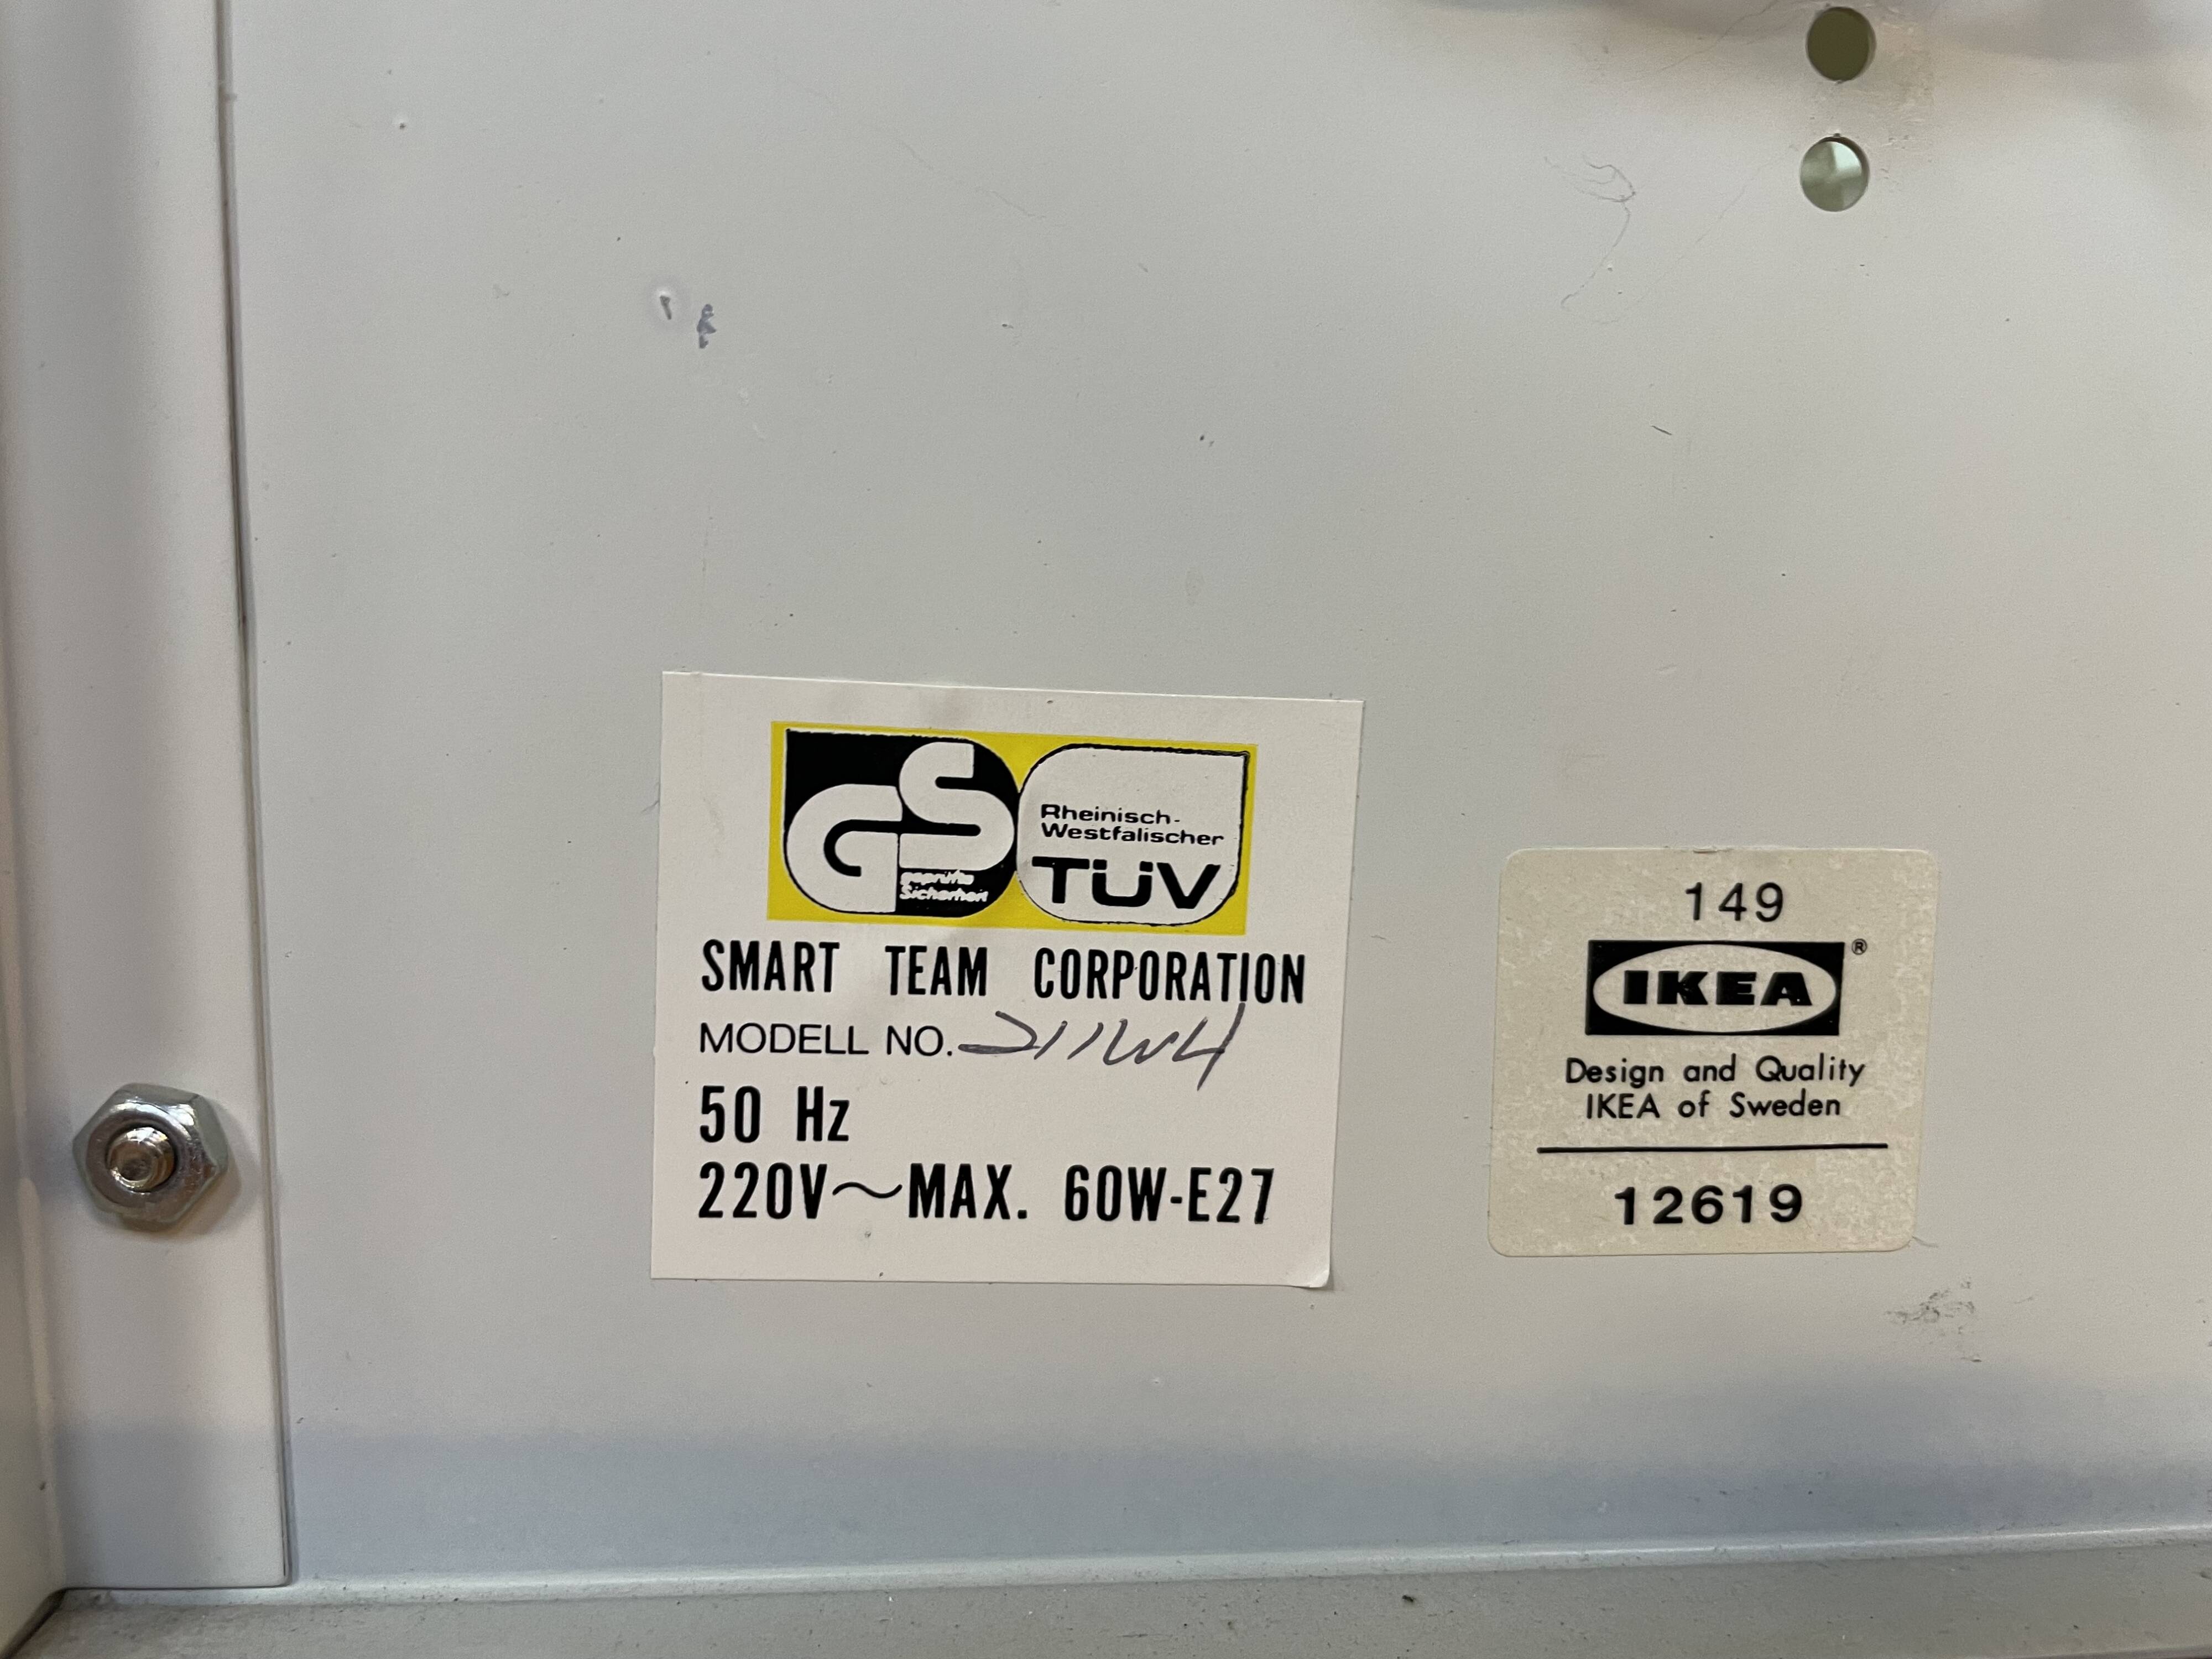 GS
geprüfte
Sicherheit
Rheinisch-
Westfalischer
TÜV
SMART TEAM CORPORATION
MODELL NO. 211W4
50 Hz
220V~MAX. 60W-E27
149
IKEA®
Design and Quality
IKEA of Sweden
12619